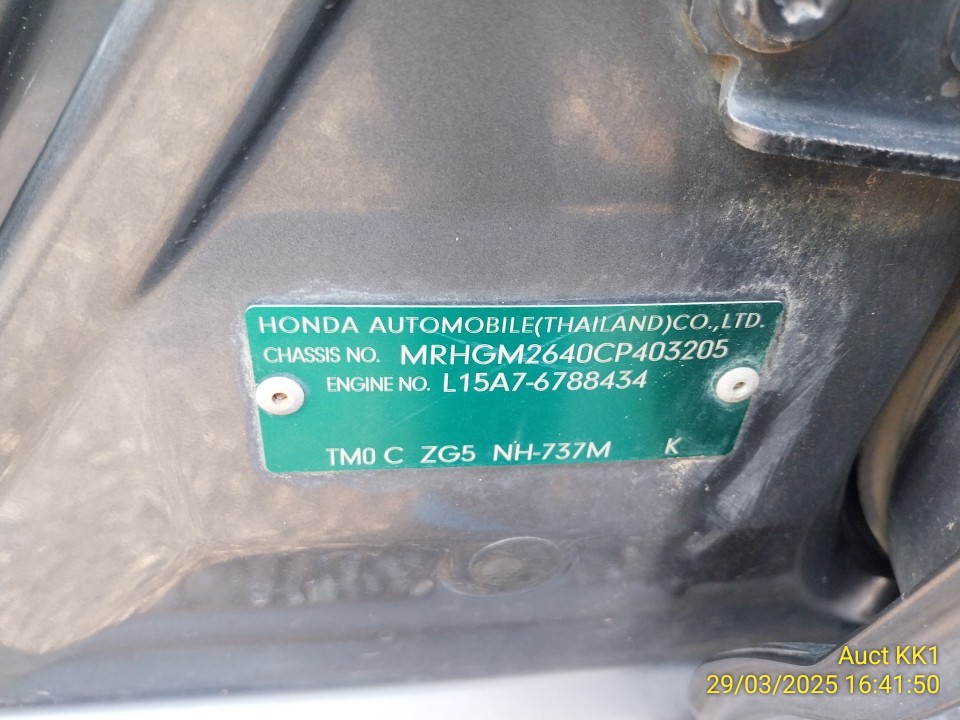 HONDA AUTOMOBILE(THAILAND)CO.,LTD.
CHASSIS NO. MRHGM2640CP403205
ENGINE NO. L15A7-6788434
TM0 C ZG5 NH-737M K
Auct KK1
29/03/2025 16:41:50